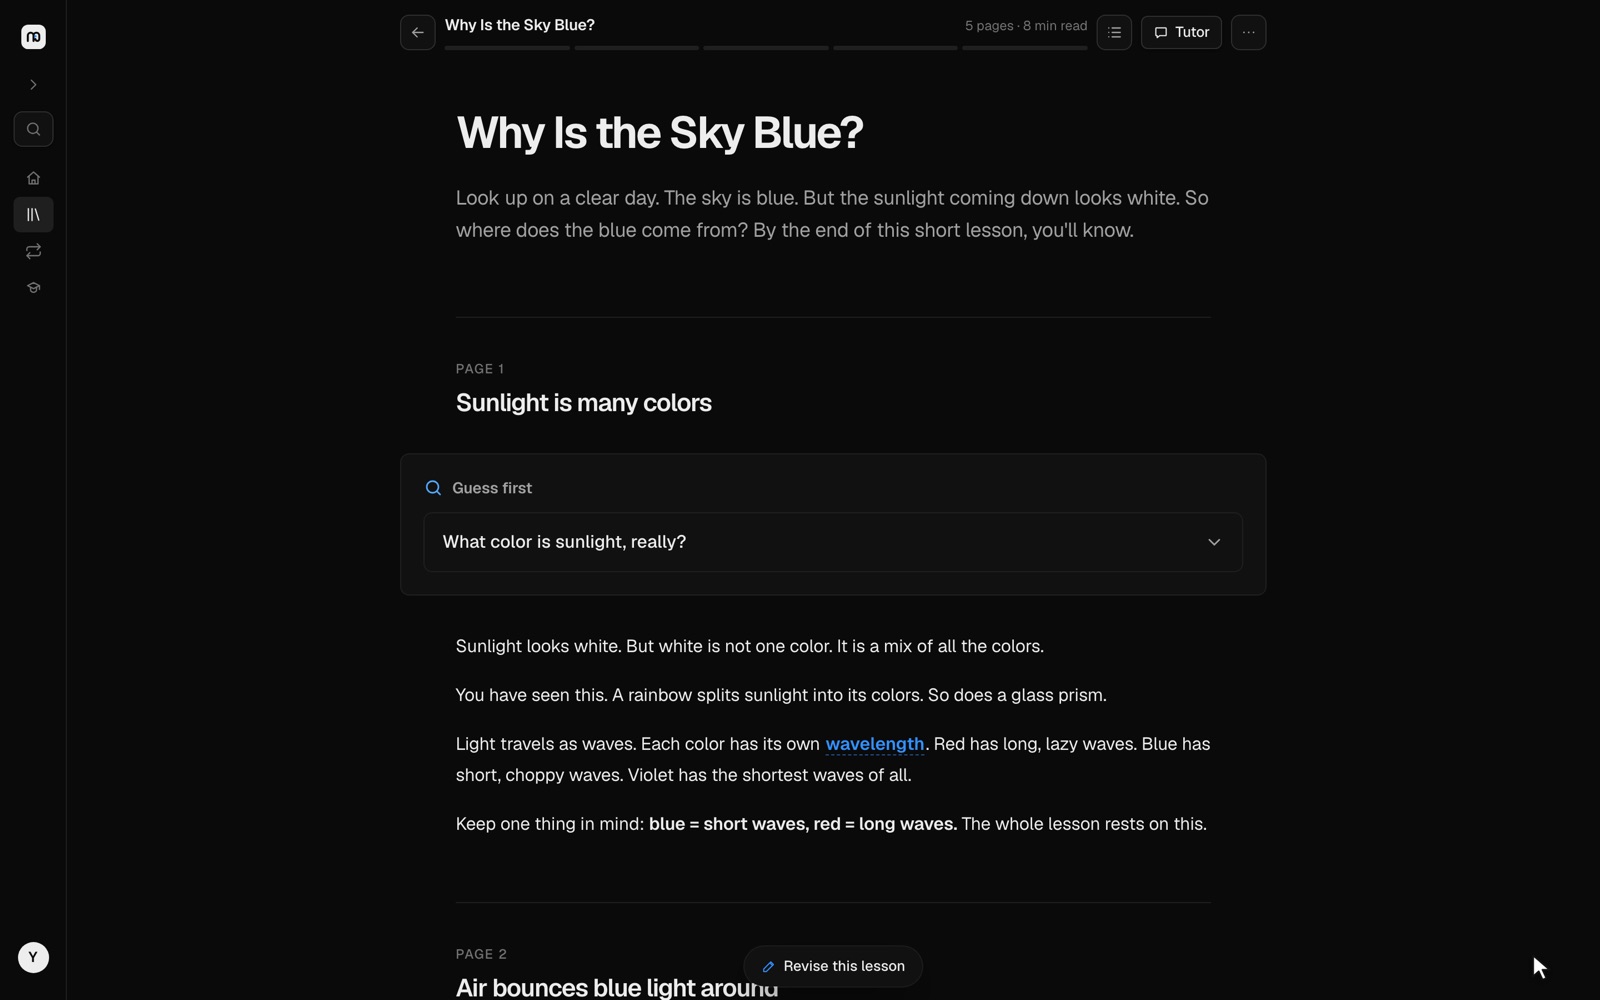 Why Is the Sky Blue?
5 pages · 8 min read
Tutor
Why Is the Sky Blue?
Look up on a clear day. The sky is blue. But the sunlight coming down looks white. So
where does the blue come from? By the end of this short lesson, you'll know.
PAGE 1
Sunlight is many colors
Guess first
What color is sunlight, really?
Sunlight looks white. But white is not one color. It is a mix of all the colors.
You have seen this. A rainbow splits sunlight into its colors. So does a glass prism.
Light travels as waves. Each color has its own wavelength. Red has long, lazy waves. Blue has
short, choppy waves. Violet has the shortest waves of all.
Keep one thing in mind: blue = short waves, red = long waves. The whole lesson rests on this.
PAGE 2
Air bounces blue light around
Revise this lesson
Y